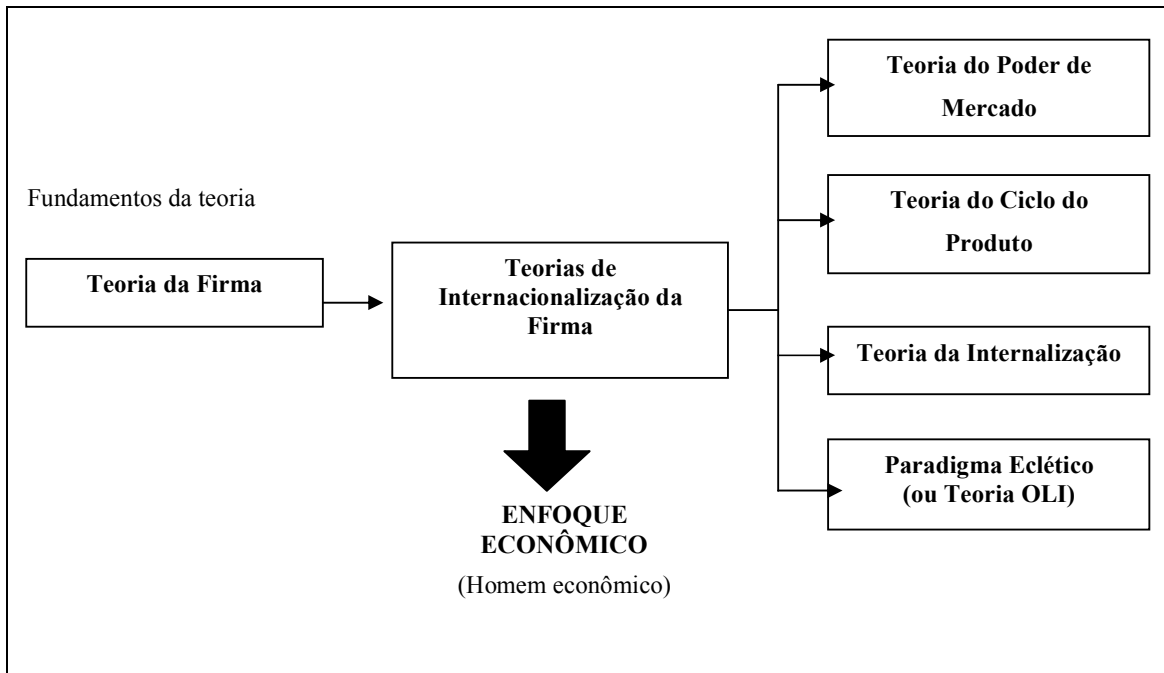 Fundamentos da teoria
Teoria da Firma
Teorias de
Internacionalização da
Firma
ENFOQUE
ECONÔMICO
(Homem econômico)
Teoria do Poder de
Mercado
Teoria do Ciclo do
Produto
Teoria da Internalização
Paradigma Eclético
(ou Teoria OLI)